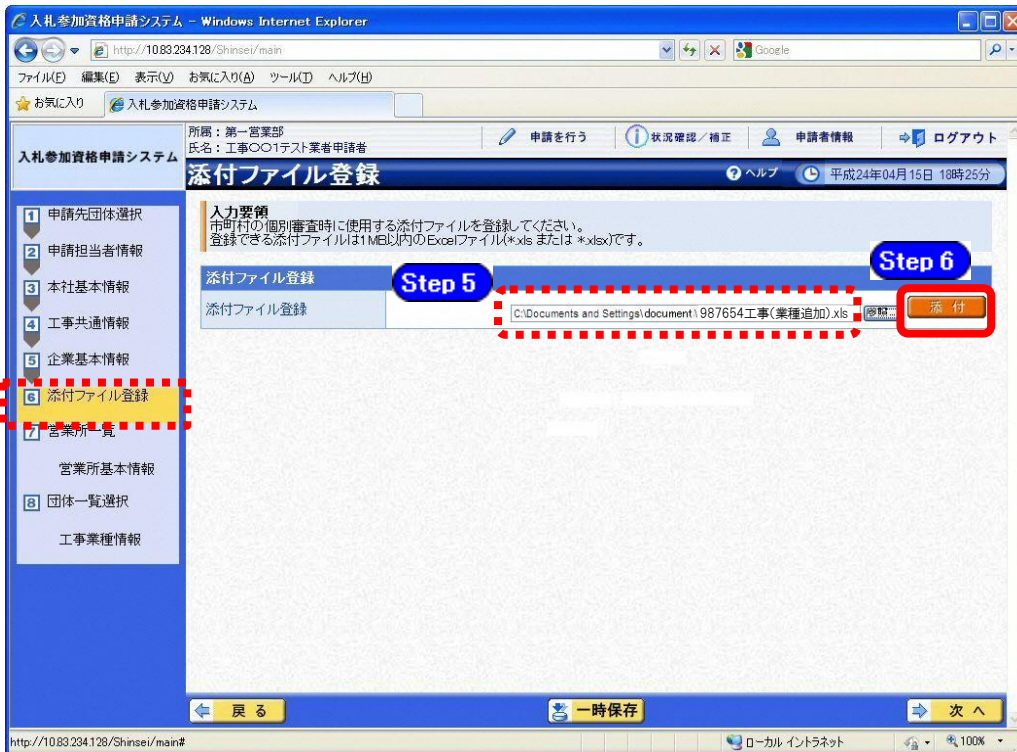 入札参加資格申請システム - Windows Internet Explorer
http://10.83.234.128/Shinsei/main
Google
ファイル(F) 編集(E) 表示(V) お気に入り(A) ツール(T) ヘルプ(H)
お気に入り 入札参加資格申請システム
入札参加資格申請システム
所属：第一営業部
氏名：工事〇〇1テスト業者申請者
申請を行う 状況確認／補正 申請者情報 ログアウト
添付ファイル登録
ヘルプ 平成24年04月15日 18時25分
1 申請先団体選択
2 申請担当者情報
3 本社基本情報
4 工事共通情報
5 企業基本情報
6 添付ファイル登録
7 営業所一覧
営業所基本情報
8 団体一覧選択
工事業種情報
入力要領
市町村の個別審査時に使用する添付ファイルを登録してください。
登録できる添付ファイルは1MB以内のExcelファイル(*.xls または *.xlsx)です。
添付ファイル登録
Step 5
Step 6
添付ファイル登録
C:\Documents and Settings\document\987654工事(業種追加).xls
参照...
添 付
戻 る
一時保存
次 へ
http://10.83.234.128/Shinsei/main#
ローカル イントラネット
100%